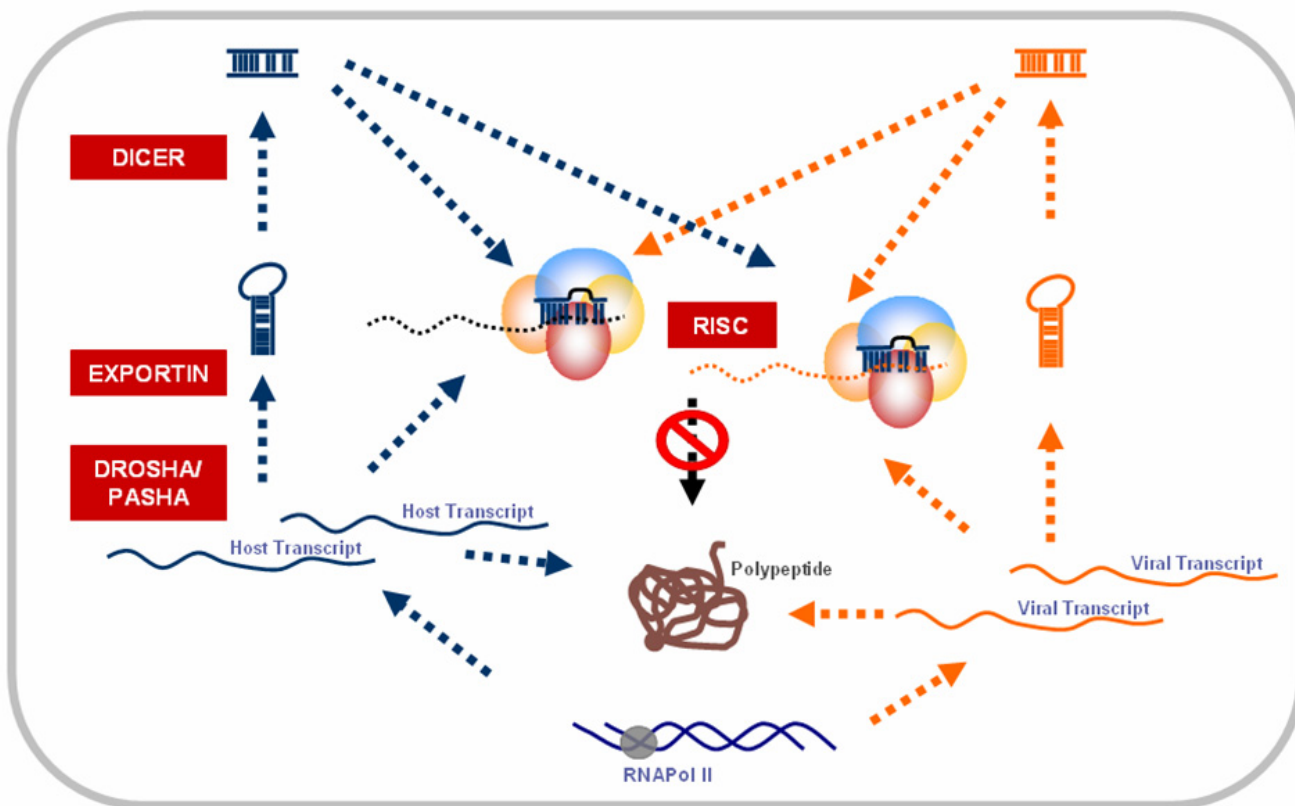 DICER
EXPORTIN
RISC
DROSHA/
PASHA
Host Transcript
Host Transcript
Polypeptide
Viral Transcript
Viral Transcript
RNAPol II